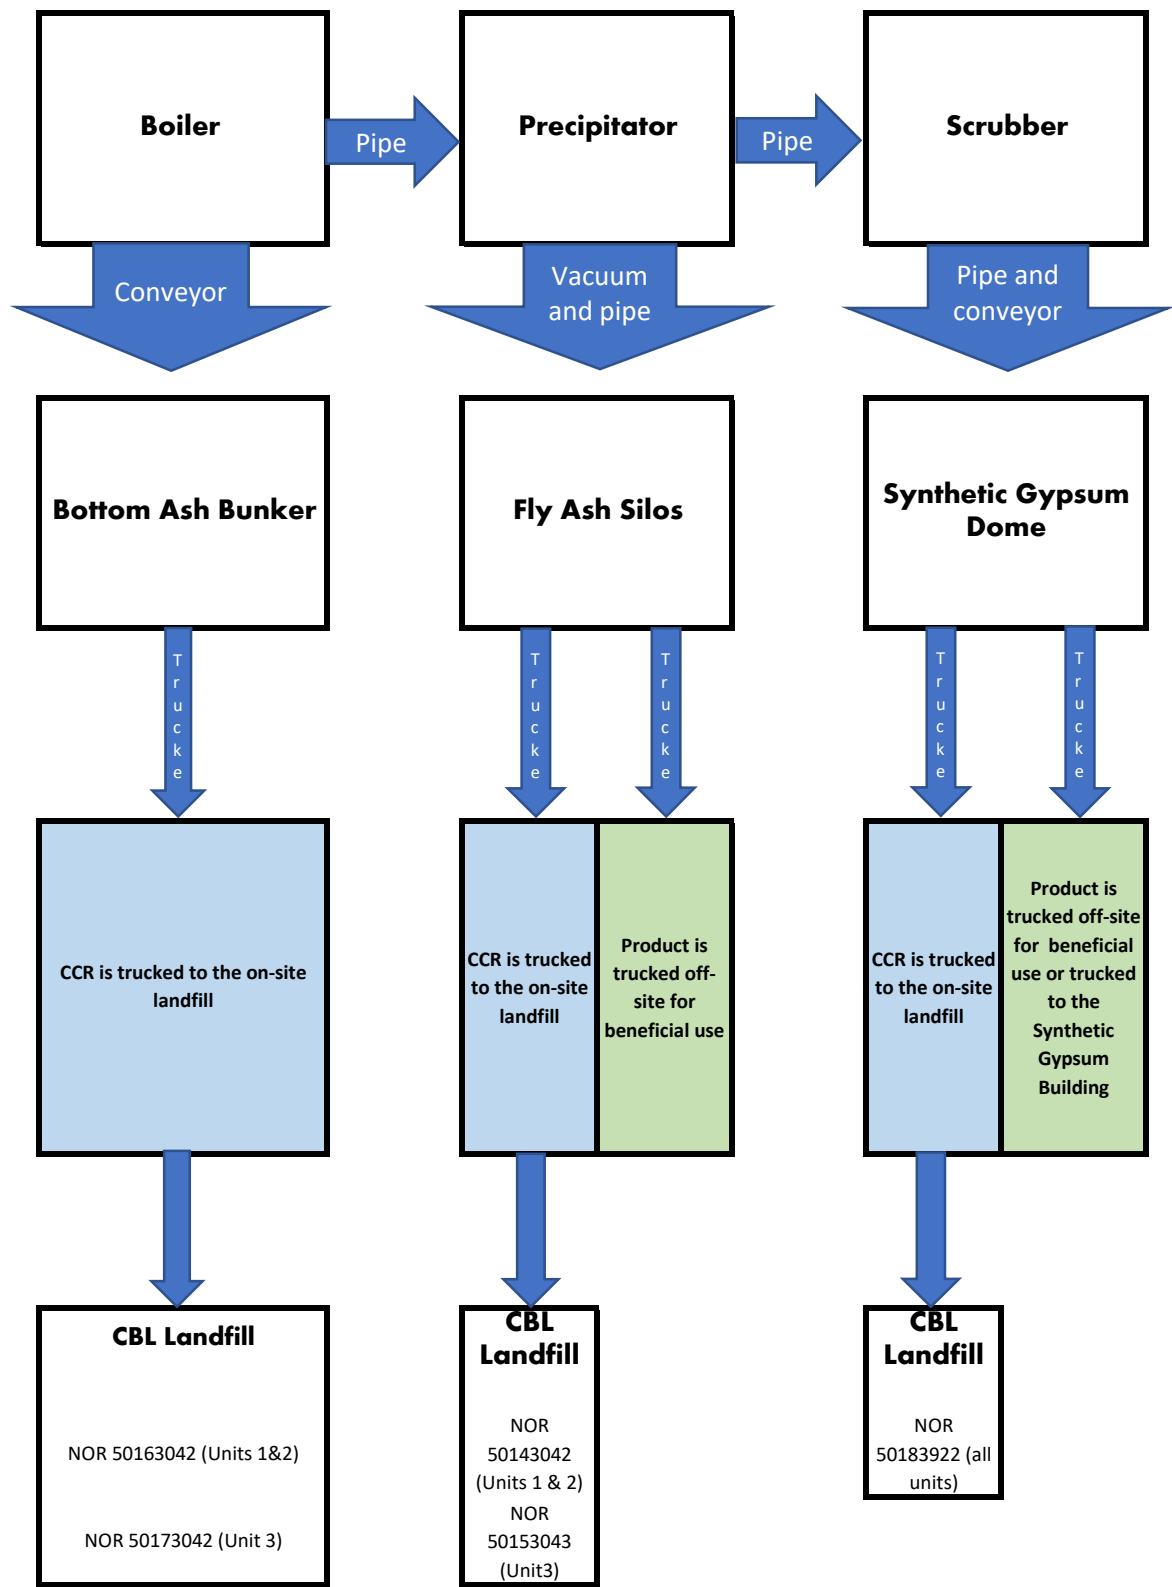 Boiler
Pipe
Precipitator
Pipe
Scrubber
Conveyor
Vacuum
and pipe
Pipe and
conveyor
Bottom Ash Bunker
Fly Ash Silos
Synthetic Gypsum
Dome
Trucke
Trucke
Trucke
Trucke
Trucke
CCR is trucked to the on-site
landfill
CCR is trucked
to the on-site
landfill
Product is
trucked off-
site for
beneficial use
CCR is trucked
to the on-site
landfill
Product is
trucked off-site
for beneficial
use or trucked
to the
Synthetic
Gypsum
Building
CBL Landfill
NOR 50163042 (Units 1&2)
NOR 50173042 (Unit 3)
CBL
Landfill
NOR
50143042
(Units 1 & 2)
NOR
50153043
(Unit3)
CBL
Landfill
NOR
50183922 (all
units)